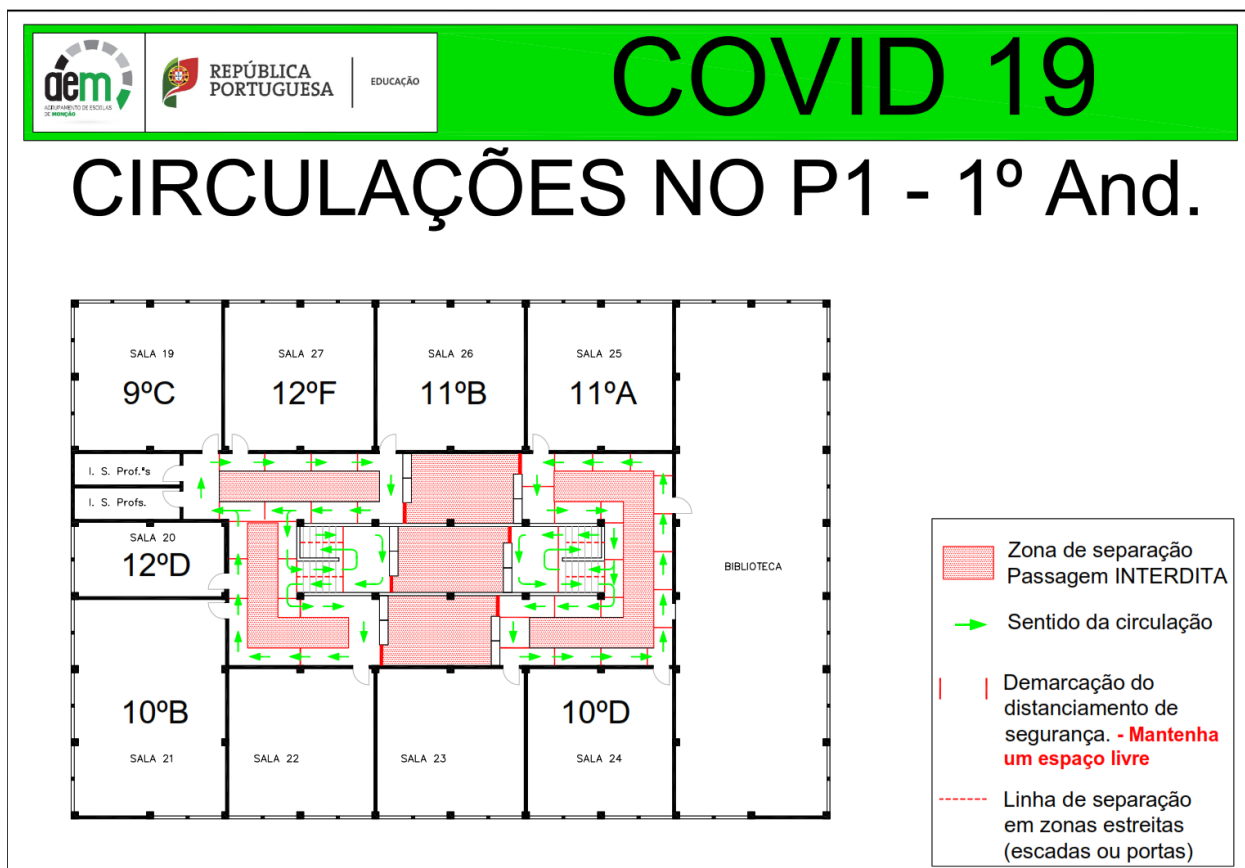 aem
AGRUPAMENTO DE ESCOLAS
DE MONÇÃO
REPÚBLICA
PORTUGUESA
EDUCAÇÃO
COVID 19
CIRCULAÇÕES NO P1 - 1º And.
SALA 19
9ºC
SALA 27
12ºF
SALA 26
11ºB
SALA 25
11ºA
I. S. Prof.ªs
I. S. Profs.
SALA 20
12ºD
BIBLIOTECA
10ºB
SALA 21
SALA 22
SALA 23
10ºD
SALA 24
Zona de separação
Passagem INTERDITA
Sentido da circulação
Demarcação do
distanciamento de
segurança. - Mantenha
um espaço livre
Linha de separação
em zonas estreitas
(escadas ou portas)